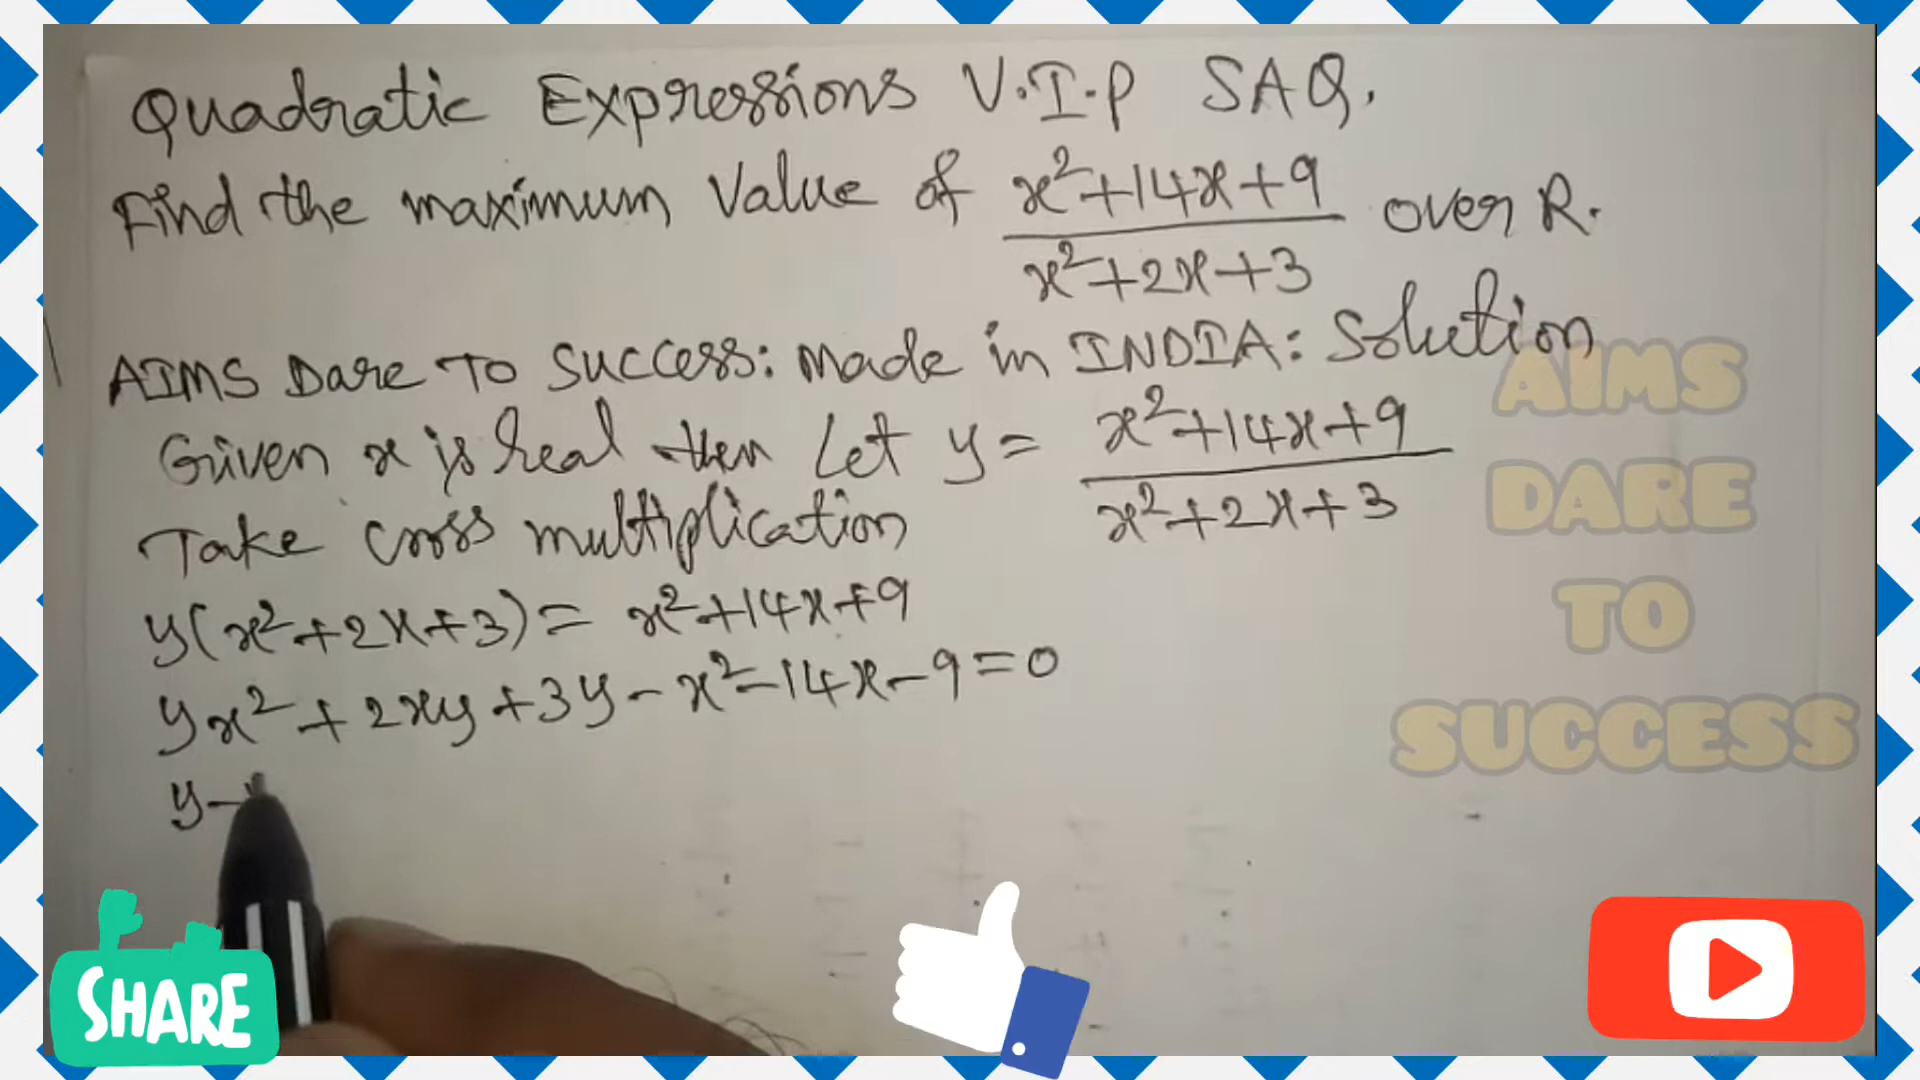 Quadratic Expressions V.I.P SAQ.
Find the maximum Value of x²+14x+9 / x²+2x+3 over R.
AIMS Dare To Success: Made in INDIA: Solution
Given x is real then Let y = x²+14x+9 / x²+2x+3
Take cross multiplication
y(x²+2x+3) = x²+14x+9
yx²+2xy+3y-x²-14x-9=0
y-
AIMS
DARE
TO
SUCCESS
SHARE